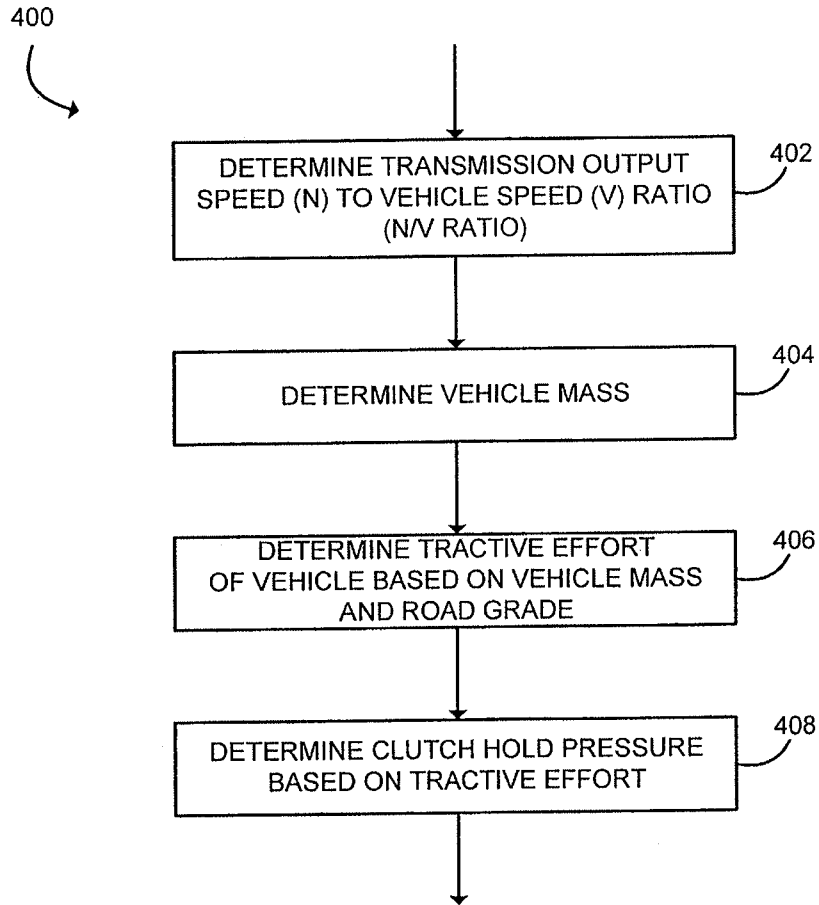 400
DETERMINE TRANSMISSION OUTPUT
SPEED (N) TO VEHICLE SPEED (V) RATIO
(N/V RATIO)
402
DETERMINE VEHICLE MASS
404
DETERMINE TRACTIVE EFFORT
OF VEHICLE BASED ON VEHICLE MASS
AND ROAD GRADE
406
DETERMINE CLUTCH HOLD PRESSURE
BASED ON TRACTIVE EFFORT
408